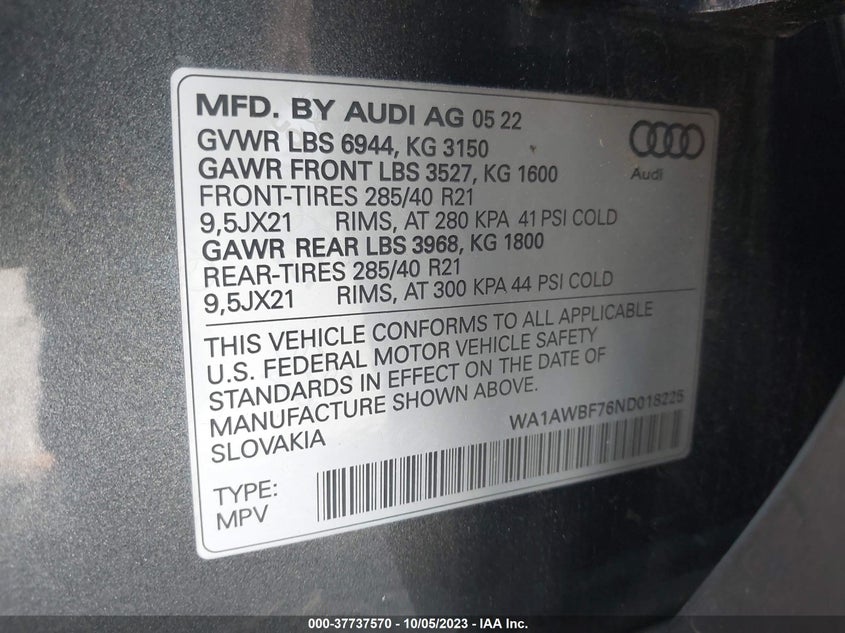 MFD. BY AUDI AG 05 22
GVWR LBS 6944, KG 3150
GAWR FRONT LBS 3527, KG 1600
FRONT-TIRES 285/40 R21
9,5JX21 RIMS, AT 280 KPA 41 PSI COLD
GAWR REAR LBS 3968, KG 1800
REAR-TIRES 285/40 R21
9,5JX21 RIMS, AT 300 KPA 44 PSI COLD
Audi
THIS VEHICLE CONFORMS TO ALL APPLICABLE
U.S. FEDERAL MOTOR VEHICLE SAFETY
STANDARDS IN EFFECT ON THE DATE OF
MANUFACTURE SHOWN ABOVE.
SLOVAKIA
WA1AWBF76ND018225
TYPE:
MPV
000-37737570 - 10/05/2023 - IAA Inc.